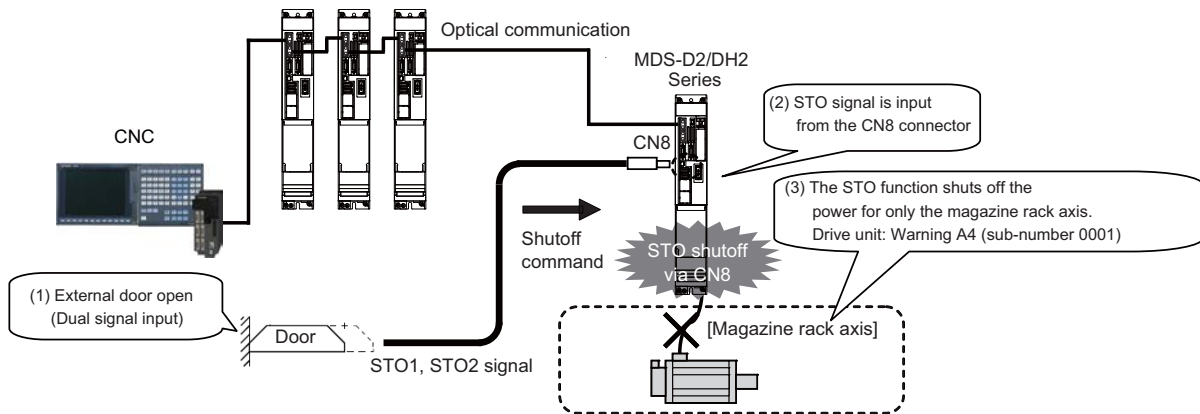 Optical communication
MDS-D2/DH2
Series
(2) STO signal is input
from the CN8 connector
CNC
CN8
(3) The STO function shuts off the
power for only the magazine rack axis.
Drive unit: Warning A4 (sub-number 0001)
Shutoff
command
STO shutoff
via CN8
(1) External door open
(Dual signal input)
Door
[Magazine rack axis]
STO1, STO2 signal